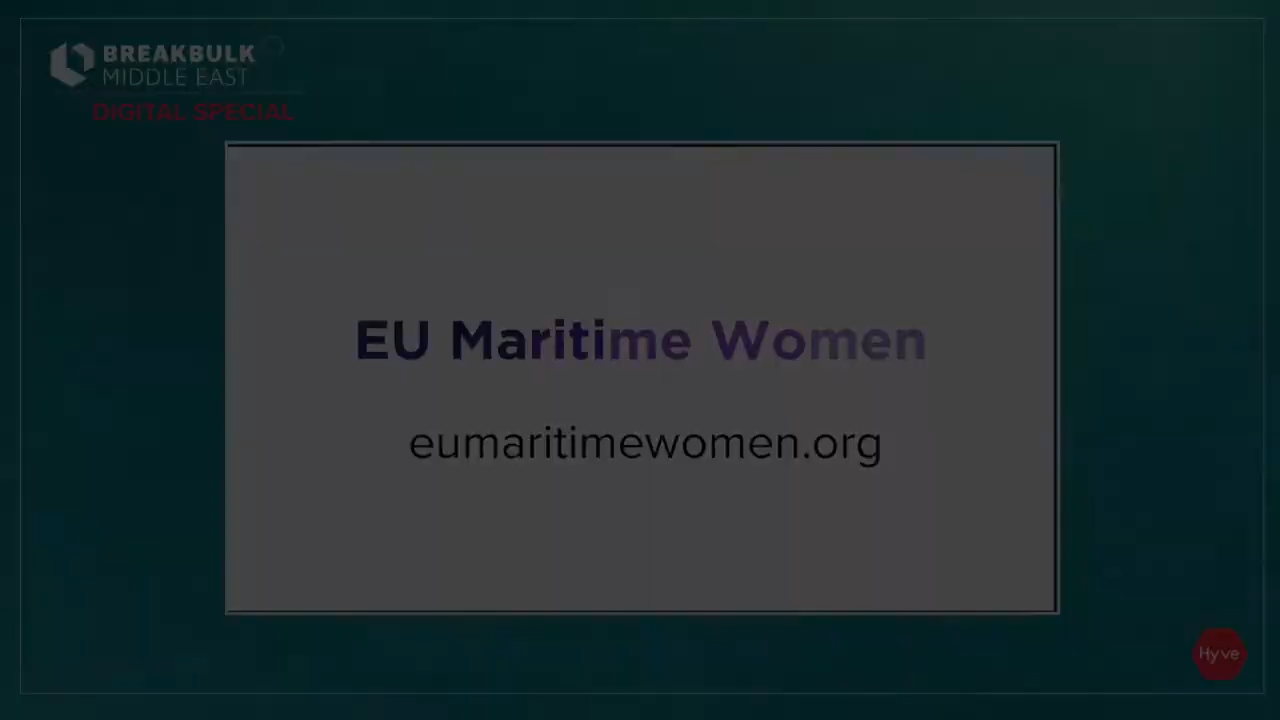 BREAKBULK
MIDDLE EAST
DIGITAL SPECIAL
EU Maritime Women
eumaritimewomen.org
Hyve